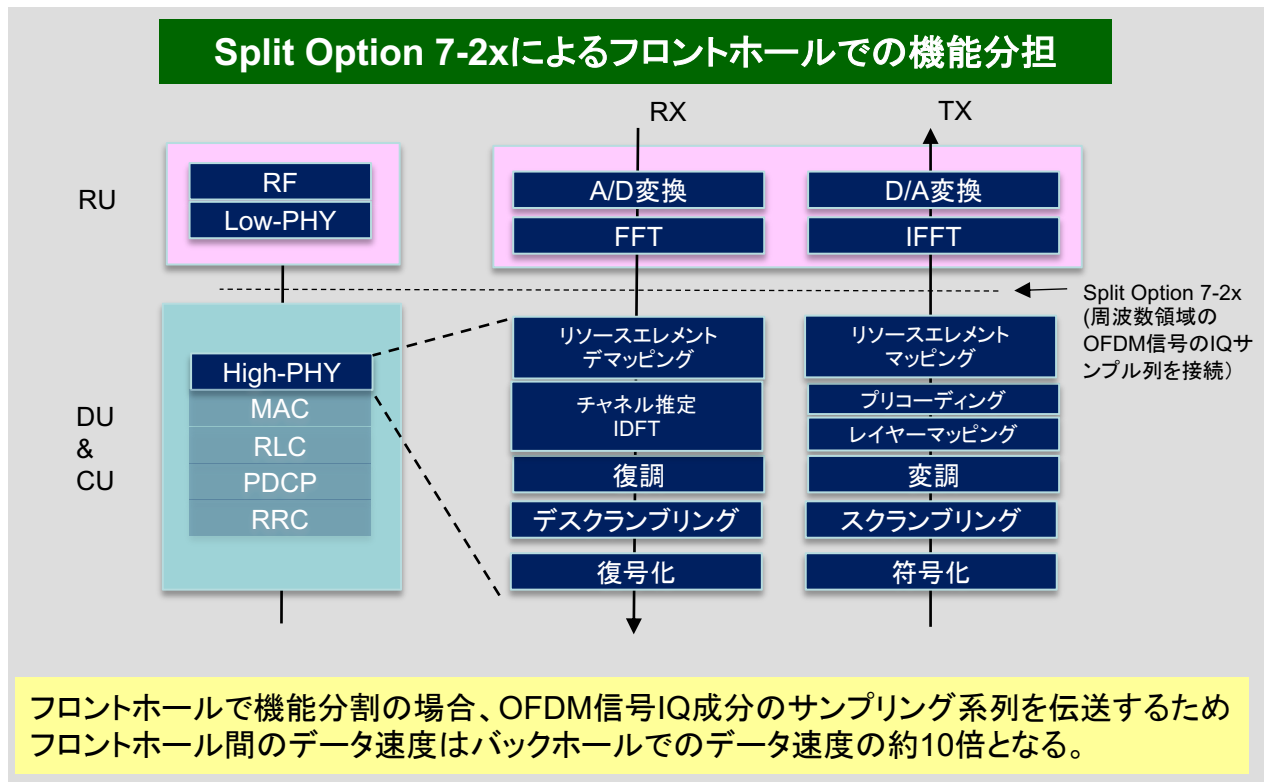 Split Option 7-2xによるフロントホールでの機能分担
RX
TX
RU
RF
Low-PHY
A/D変換
FFT
D/A変換
IFFT
Split Option 7-2x
(周波数領域の
OFDM信号のIQサ
ンプル列を接続）
DU
&
CU
High-PHY
MAC
RLC
PDCP
RRC
リソースエレメント
デマッピング
チャネル推定
IDFT
復調
デスクランブリング
復号化
リソースエレメント
マッピング
プリコーディング
レイヤーマッピング
変調
スクランブリング
符号化
フロントホールで機能分割の場合、OFDM信号IQ成分のサンプリング系列を伝送するため
フロントホール間のデータ速度はバックホールでのデータ速度の約10倍となる。